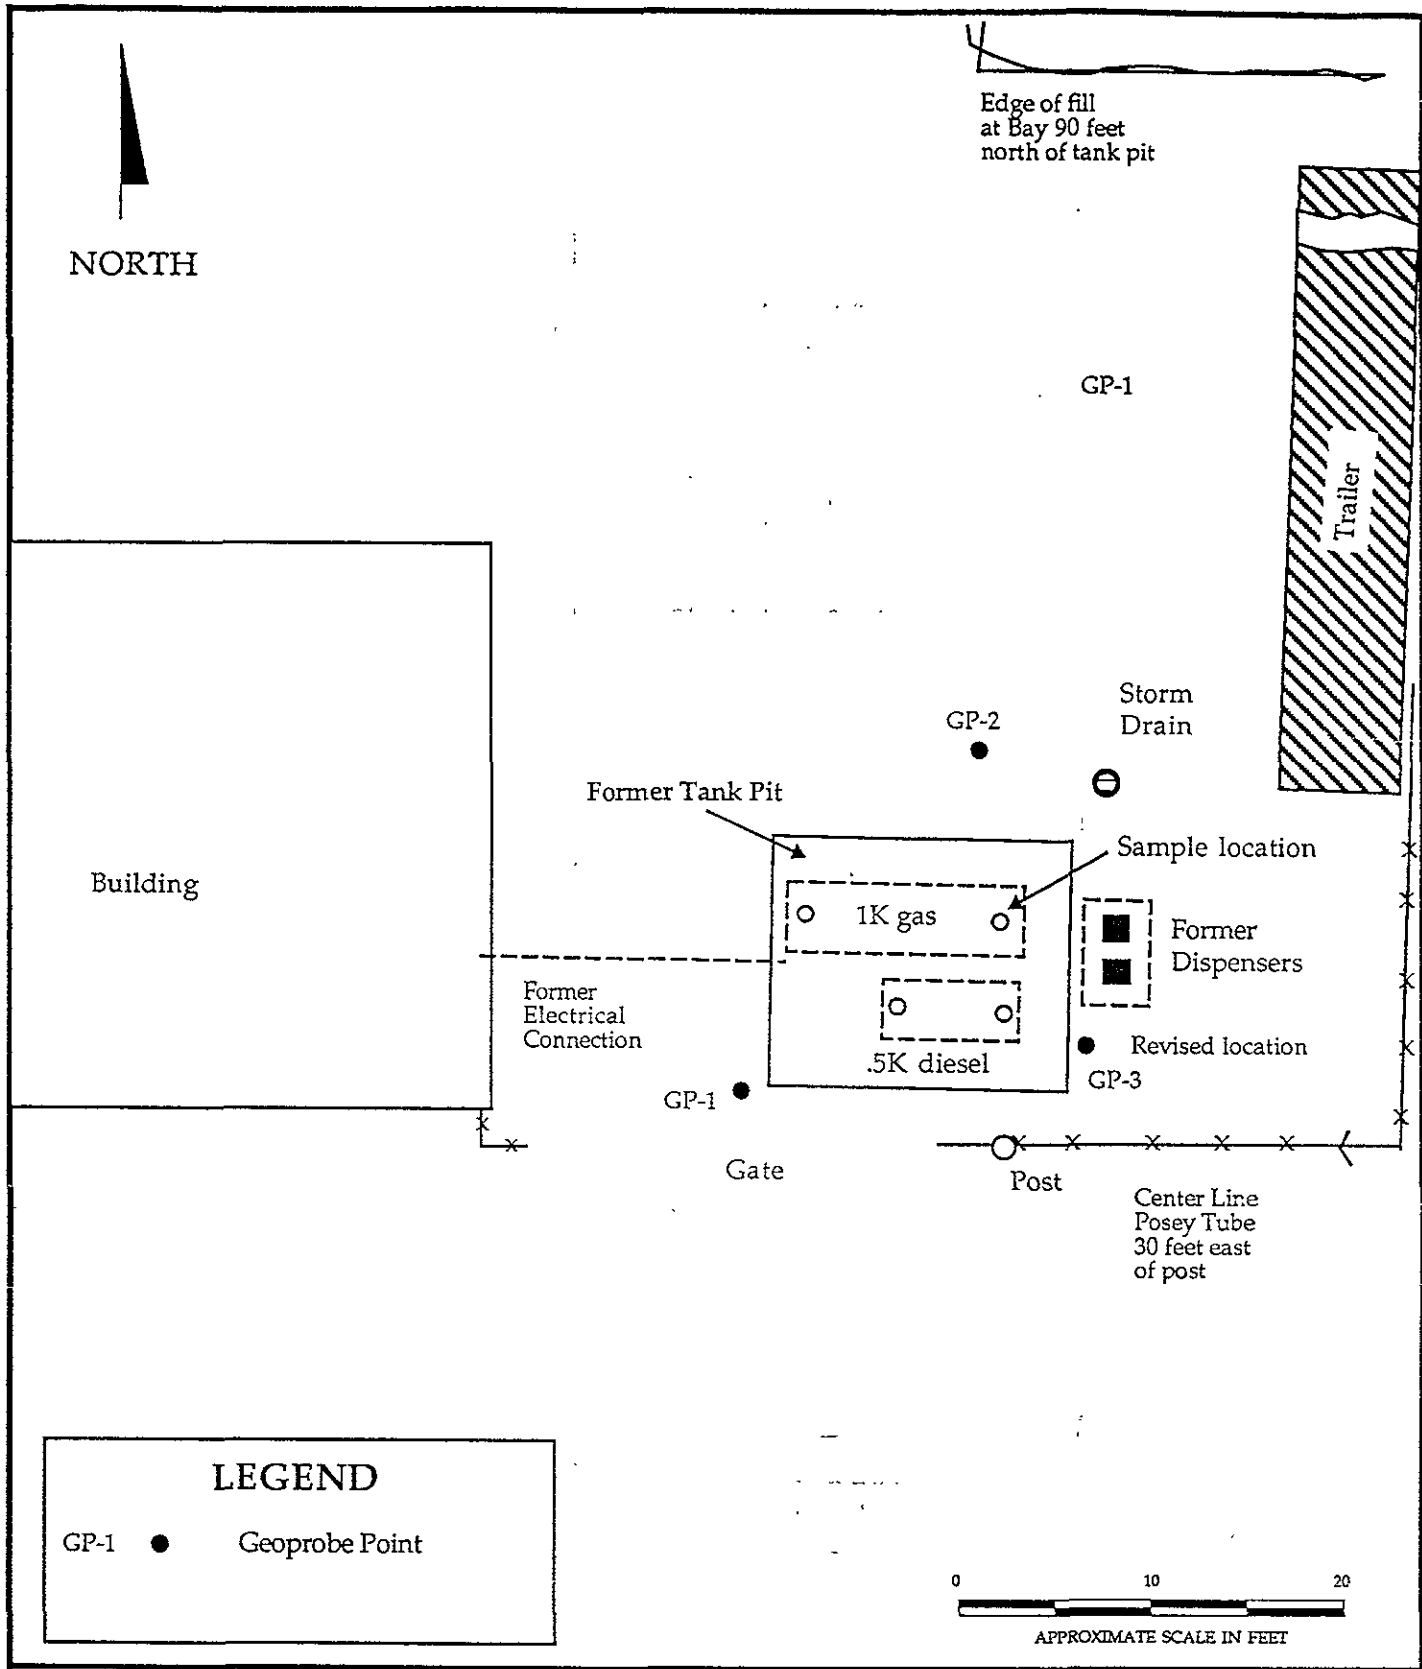 Edge of fill
at Bay 90 feet
north of tank pit
NORTH
GP-1
Trailer
Storm
Drain
GP-2
Former Tank Pit
Sample location
Building
1K gas
Former
Dispensers
Former
Electrical
Connection
.5K diesel
Revised location
GP-3
GP-1
Gate
Post
Center Line
Posey Tube
30 feet east
of post
LEGEND
GP-1 Geoprobe Point
0 10 20
APPROXIMATE SCALE IN FEET